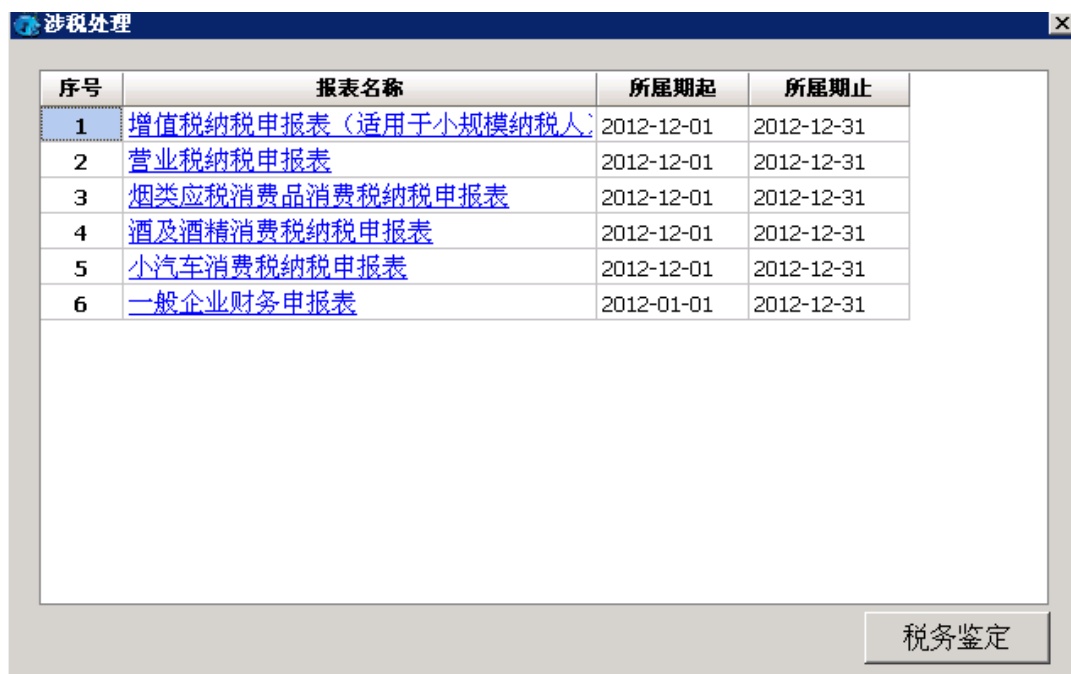 涉税处理
序号 报表名称 所属期起 所属期止
1 增值税纳税申报表（适用于小规模纳税人） 2012-12-01 2012-12-31
2 营业税纳税申报表 2012-12-01 2012-12-31
3 烟类应税消费品消费税纳税申报表 2012-12-01 2012-12-31
4 酒及酒精消费税纳税申报表 2012-12-01 2012-12-31
5 小汽车消费税纳税申报表 2012-12-01 2012-12-31
6 一般企业财务申报表 2012-01-01 2012-12-31
税务鉴定